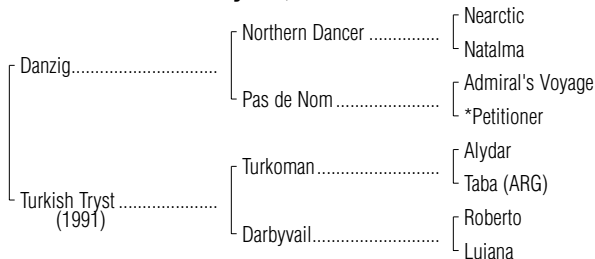 Nearctic
Northern Dancer ...............
Natalma
Danzig................................
Admiral's Voyage
Pas de Nom ......................
*Petitioner
Alydar
Turkoman..........................
Taba (ARG)
Turkish Tryst ......................
(1991)
Roberto
Darbyvail...........................
Luiana